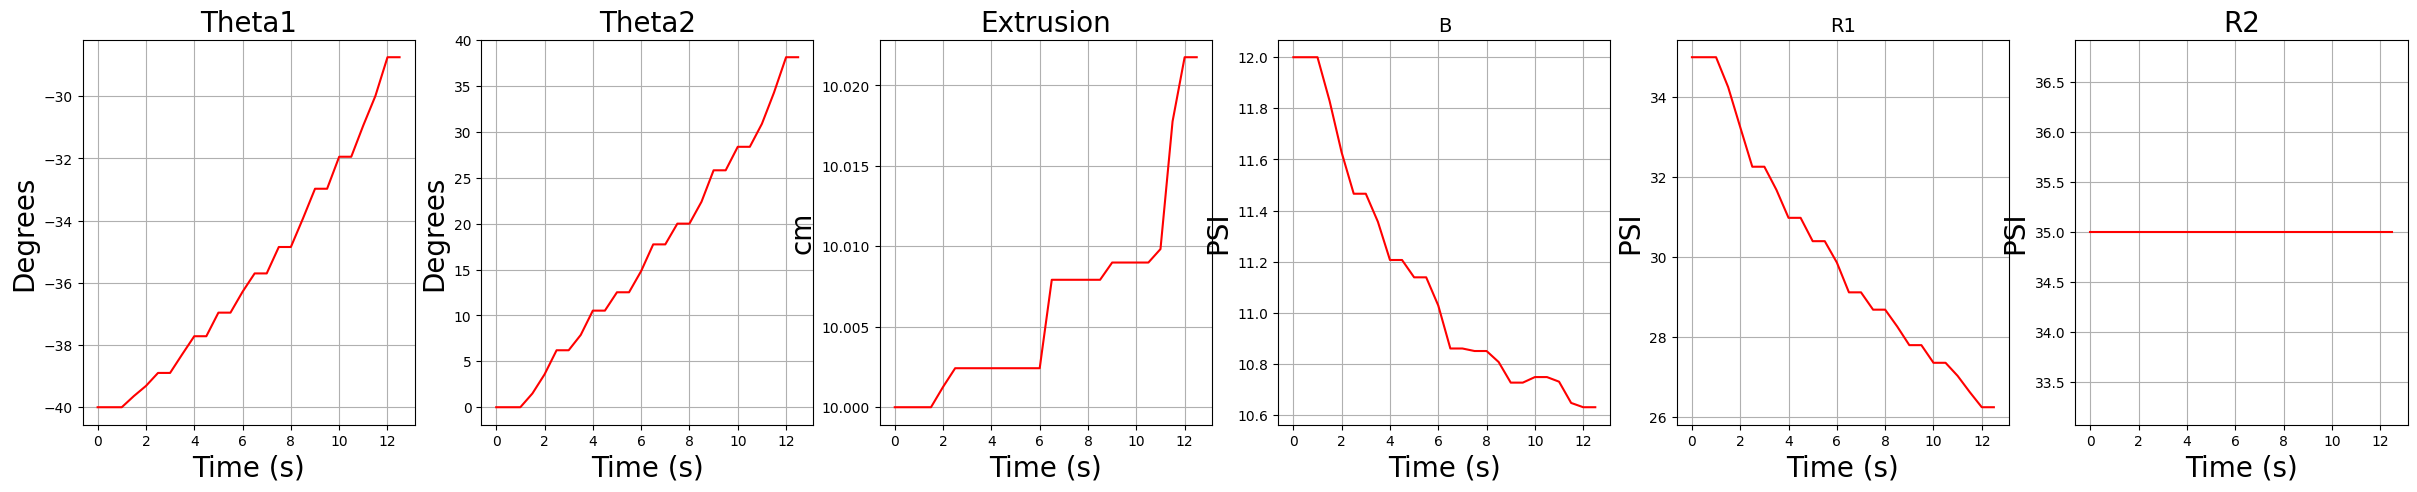 Theta1
Degrees
−30
−32
−34
−36
−38
−40
0 2 4 6 8 10 12
Time (s)
Theta2
Degrees
40
35
30
25
20
15
10
5
0
0 2 4 6 8 10 12
Time (s)
Extrusion
cm
10.020
10.015
10.010
10.005
10.000
0 2 4 6 8 10 12
Time (s)
B
PSI
12.0
11.8
11.6
11.4
11.2
11.0
10.8
10.6
0 2 4 6 8 10 12
Time (s)
R1
PSI
34
32
30
28
26
0 2 4 6 8 10 12
Time (s)
R2
PSI
36.5
36.0
35.5
35.0
34.5
34.0
33.5
0 2 4 6 8 10 12
Time (s)